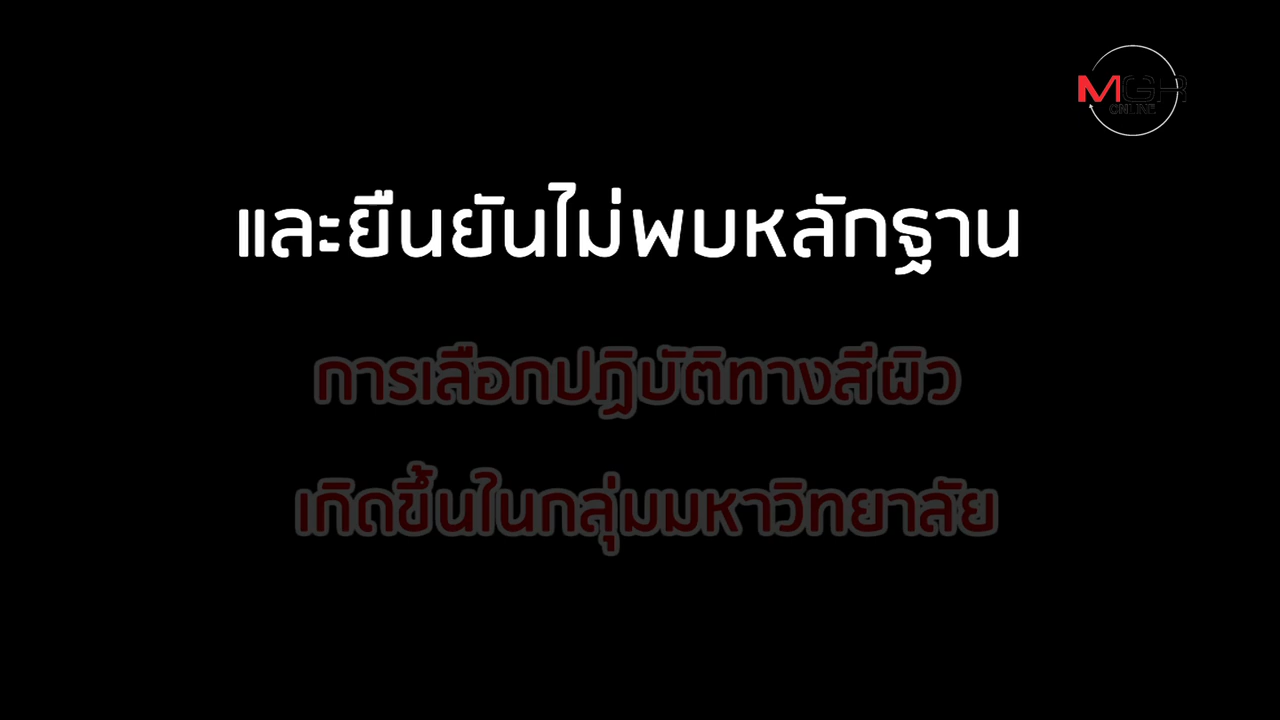 MGR
ONLINE
และยืนยันไม่พบหลักฐาน
การเลือกปฏิบัติทางสีผิว
เกิดขึ้นในกลุ่มมหาวิทยาลัย